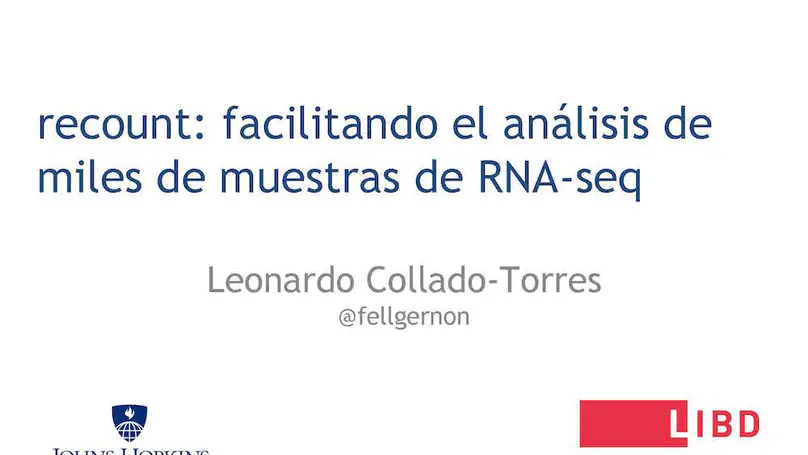 recount: facilitando el análisis de
miles de muestras de RNA-seq
Leonardo Collado-Torres
@fellgernon
JOHNS HOPKINS
LIBD